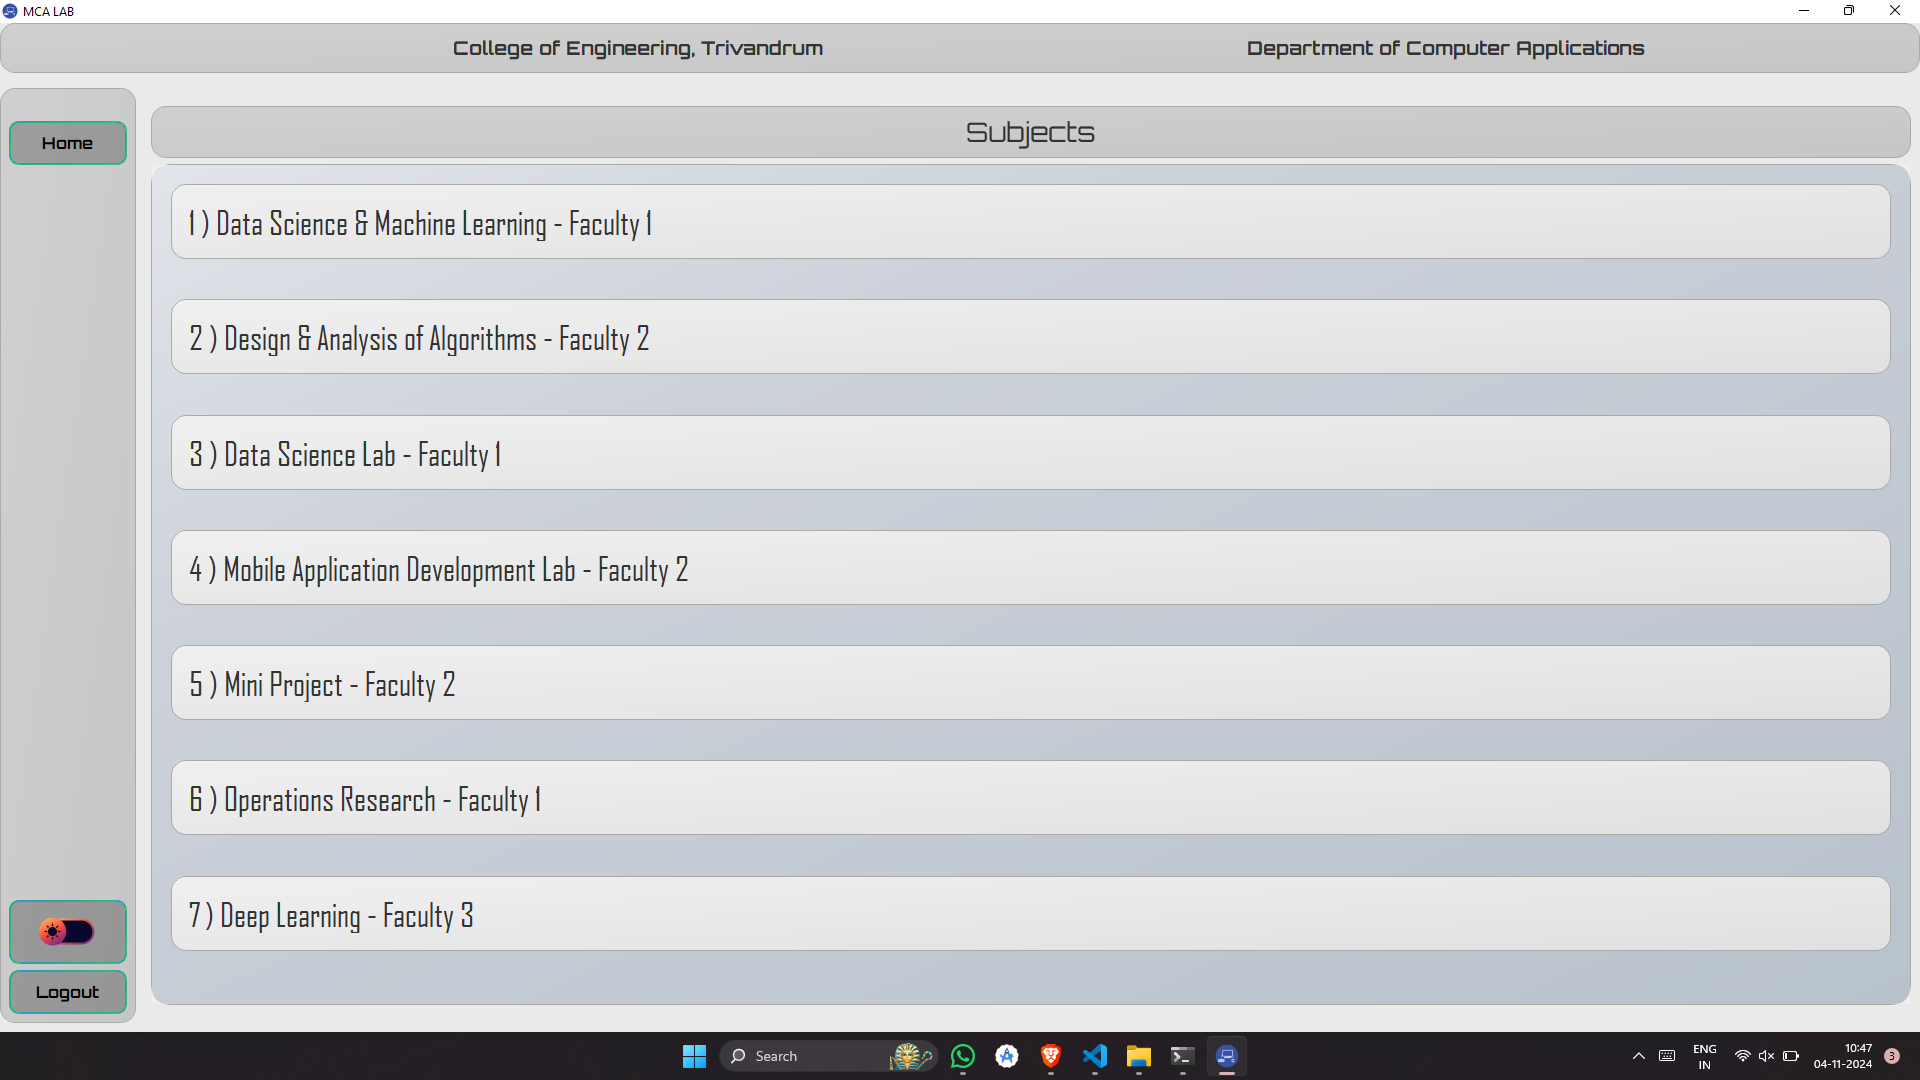 MCA LAB
College of Engineering, Trivandrum
Department of Computer Applications
Home
Subjects
1 ) Data Science & Machine Learning - Faculty 1
2 ) Design & Analysis of Algorithms - Faculty 2
3 ) Data Science Lab - Faculty 1
4 ) Mobile Application Development Lab - Faculty 2
5 ) Mini Project - Faculty 2
6 ) Operations Research - Faculty 1
7 ) Deep Learning - Faculty 3
Logout
Search
ENG
IN
10:47
04-11-2024
3